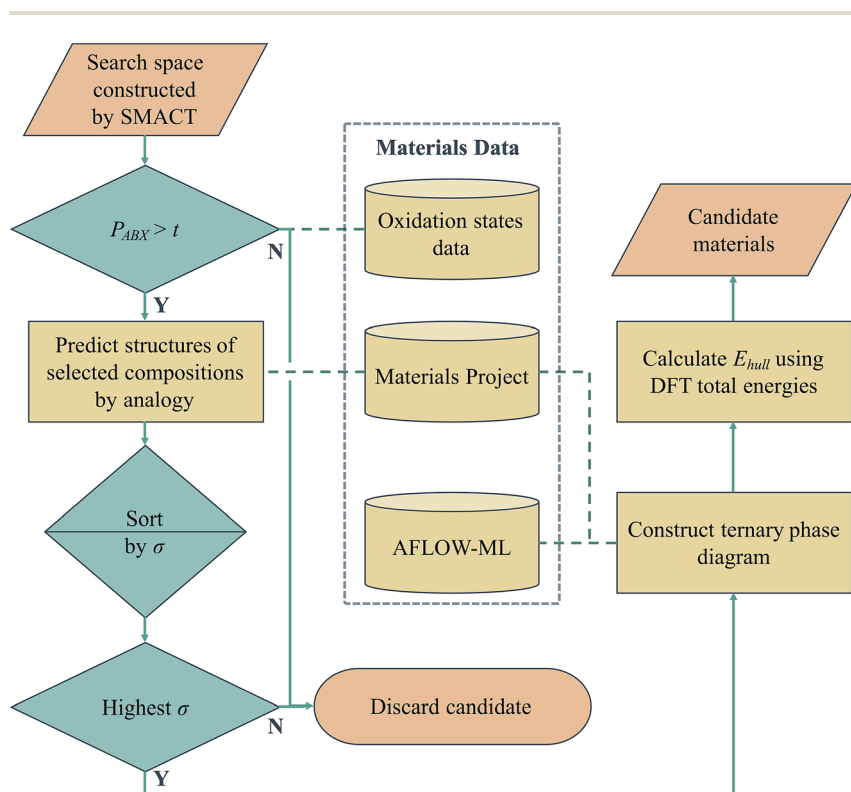 Search space
constructed
by SMACT
P_ABX > t
N
Y
Predict structures of
selected compositions
by analogy
Sort
by σ
Highest σ
N
Y
Materials Data
Oxidation states
data
Materials Project
AFLOW-ML
Discard candidate
Candidate
materials
Calculate E_hull using
DFT total energies
Construct ternary phase
diagram